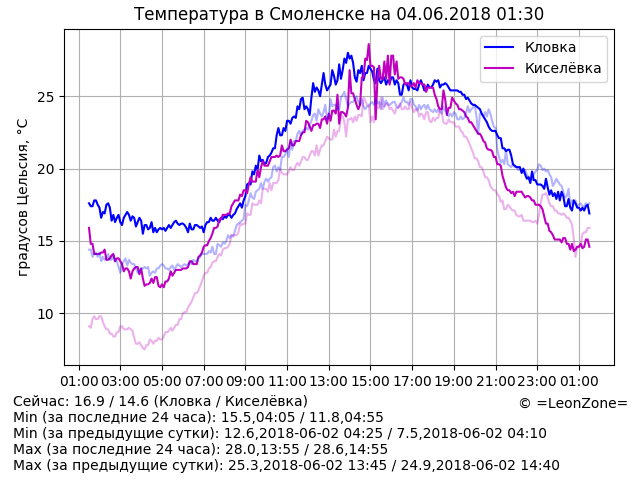 Температура в Смоленске на 04.06.2018 01:30
Кловка
Киселёвка
градусов Цельсия, °C
25
20
15
10
01:00 03:00 05:00 07:00 09:00 11:00 13:00 15:00 17:00 19:00 21:00 23:00 01:00
Сейчас: 16.9 / 14.6 (Кловка / Киселёвка)
© =LeonZone=
Min (за последние 24 часа): 15.5,04:05 / 11.8,04:55
Min (за предыдущие сутки): 12.6,2018-06-02 04:25 / 7.5,2018-06-02 04:10
Max (за последние 24 часа): 28.0,13:55 / 28.6,14:55
Max (за предыдущие сутки): 25.3,2018-06-02 13:45 / 24.9,2018-06-02 14:40